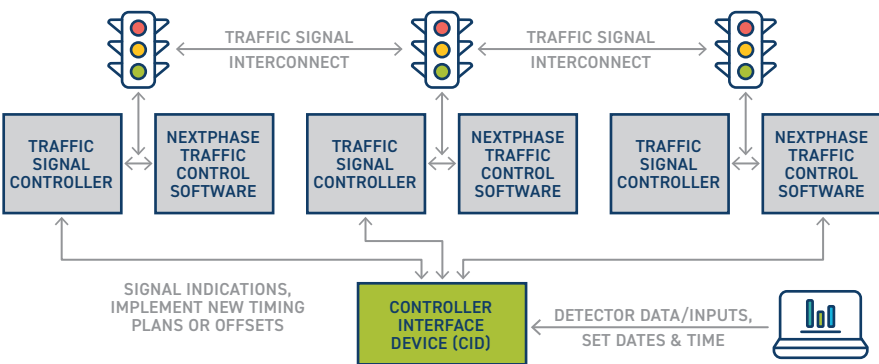 TRAFFIC SIGNAL
INTERCONNECT
TRAFFIC SIGNAL
INTERCONNECT
TRAFFIC
SIGNAL
CONTROLLER
NEXTPHASE
TRAFFIC
CONTROL
SOFTWARE
TRAFFIC
SIGNAL
CONTROLLER
NEXTPHASE
TRAFFIC
CONTROL
SOFTWARE
TRAFFIC
SIGNAL
CONTROLLER
NEXTPHASE
TRAFFIC
CONTROL
SOFTWARE
SIGNAL INDICATIONS,
IMPLEMENT NEW TIMING
PLANS OR OFFSETS
CONTROLLER
INTERFACE
DEVICE (CID)
DETECTOR DATA/INPUTS,
SET DATES & TIME